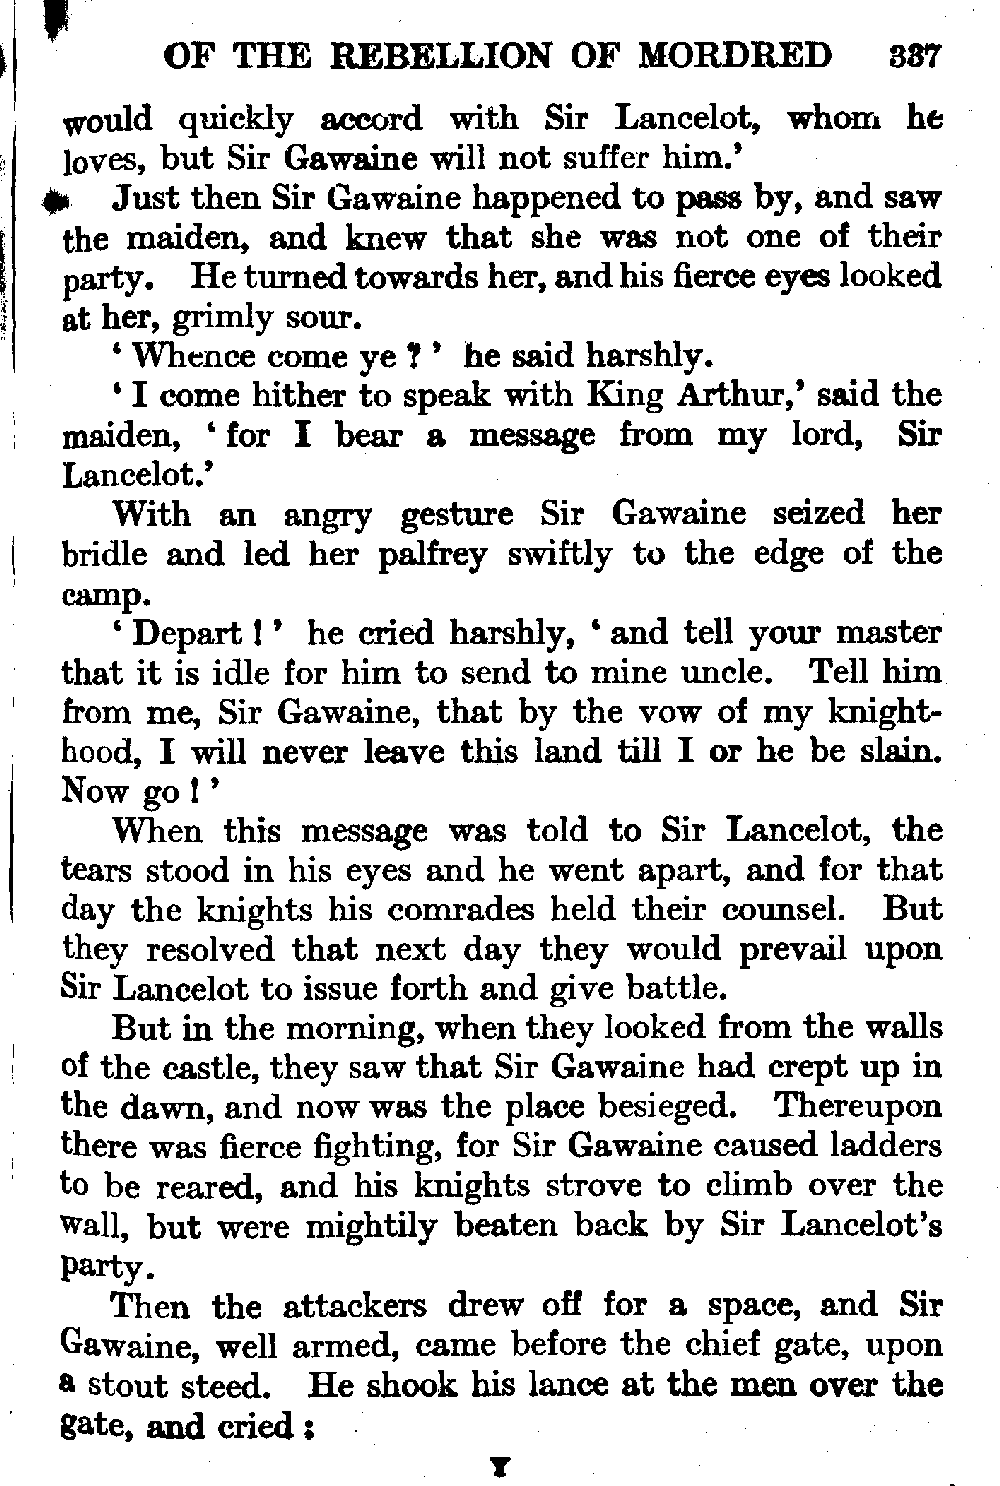 OF THE REBELLION OF MORDRED 337
would quickly accord with Sir Lancelot, whom he
loves, but Sir Gawaine will not suffer him.’
Just then Sir Gawaine happened to pass by, and saw
the maiden, and knew that she was not one of their
party. He turned towards her, and his fierce eyes looked
at her, grimly sour.
‘ Whence come ye ? ’ he said harshly.
‘ I come hither to speak with King Arthur,’ said the
maiden, ‘ for I bear a message from my lord, Sir
Lancelot.’
With an angry gesture Sir Gawaine seized her
bridle and led her palfrey swiftly to the edge of the
camp.
‘ Depart ! ’ he cried harshly, ‘ and tell your master
that it is idle for him to send to mine uncle. Tell him
from me, Sir Gawaine, that by the vow of my knight-
hood, I will never leave this land till I or he be slain.
Now go ! ’
When this message was told to Sir Lancelot, the
tears stood in his eyes and he went apart, and for that
day the knights his comrades held their counsel. But
they resolved that next day they would prevail upon
Sir Lancelot to issue forth and give battle.
But in the morning, when they looked from the walls
of the castle, they saw that Sir Gawaine had crept up in
the dawn, and now was the place besieged. Thereupon
there was fierce fighting, for Sir Gawaine caused ladders
to be reared, and his knights strove to climb over the
wall, but were mightily beaten back by Sir Lancelot’s
party.
Then the attackers drew off for a space, and Sir
Gawaine, well armed, came before the chief gate, upon
a stout steed. He shook his lance at the men over the
gate, and cried :
Y